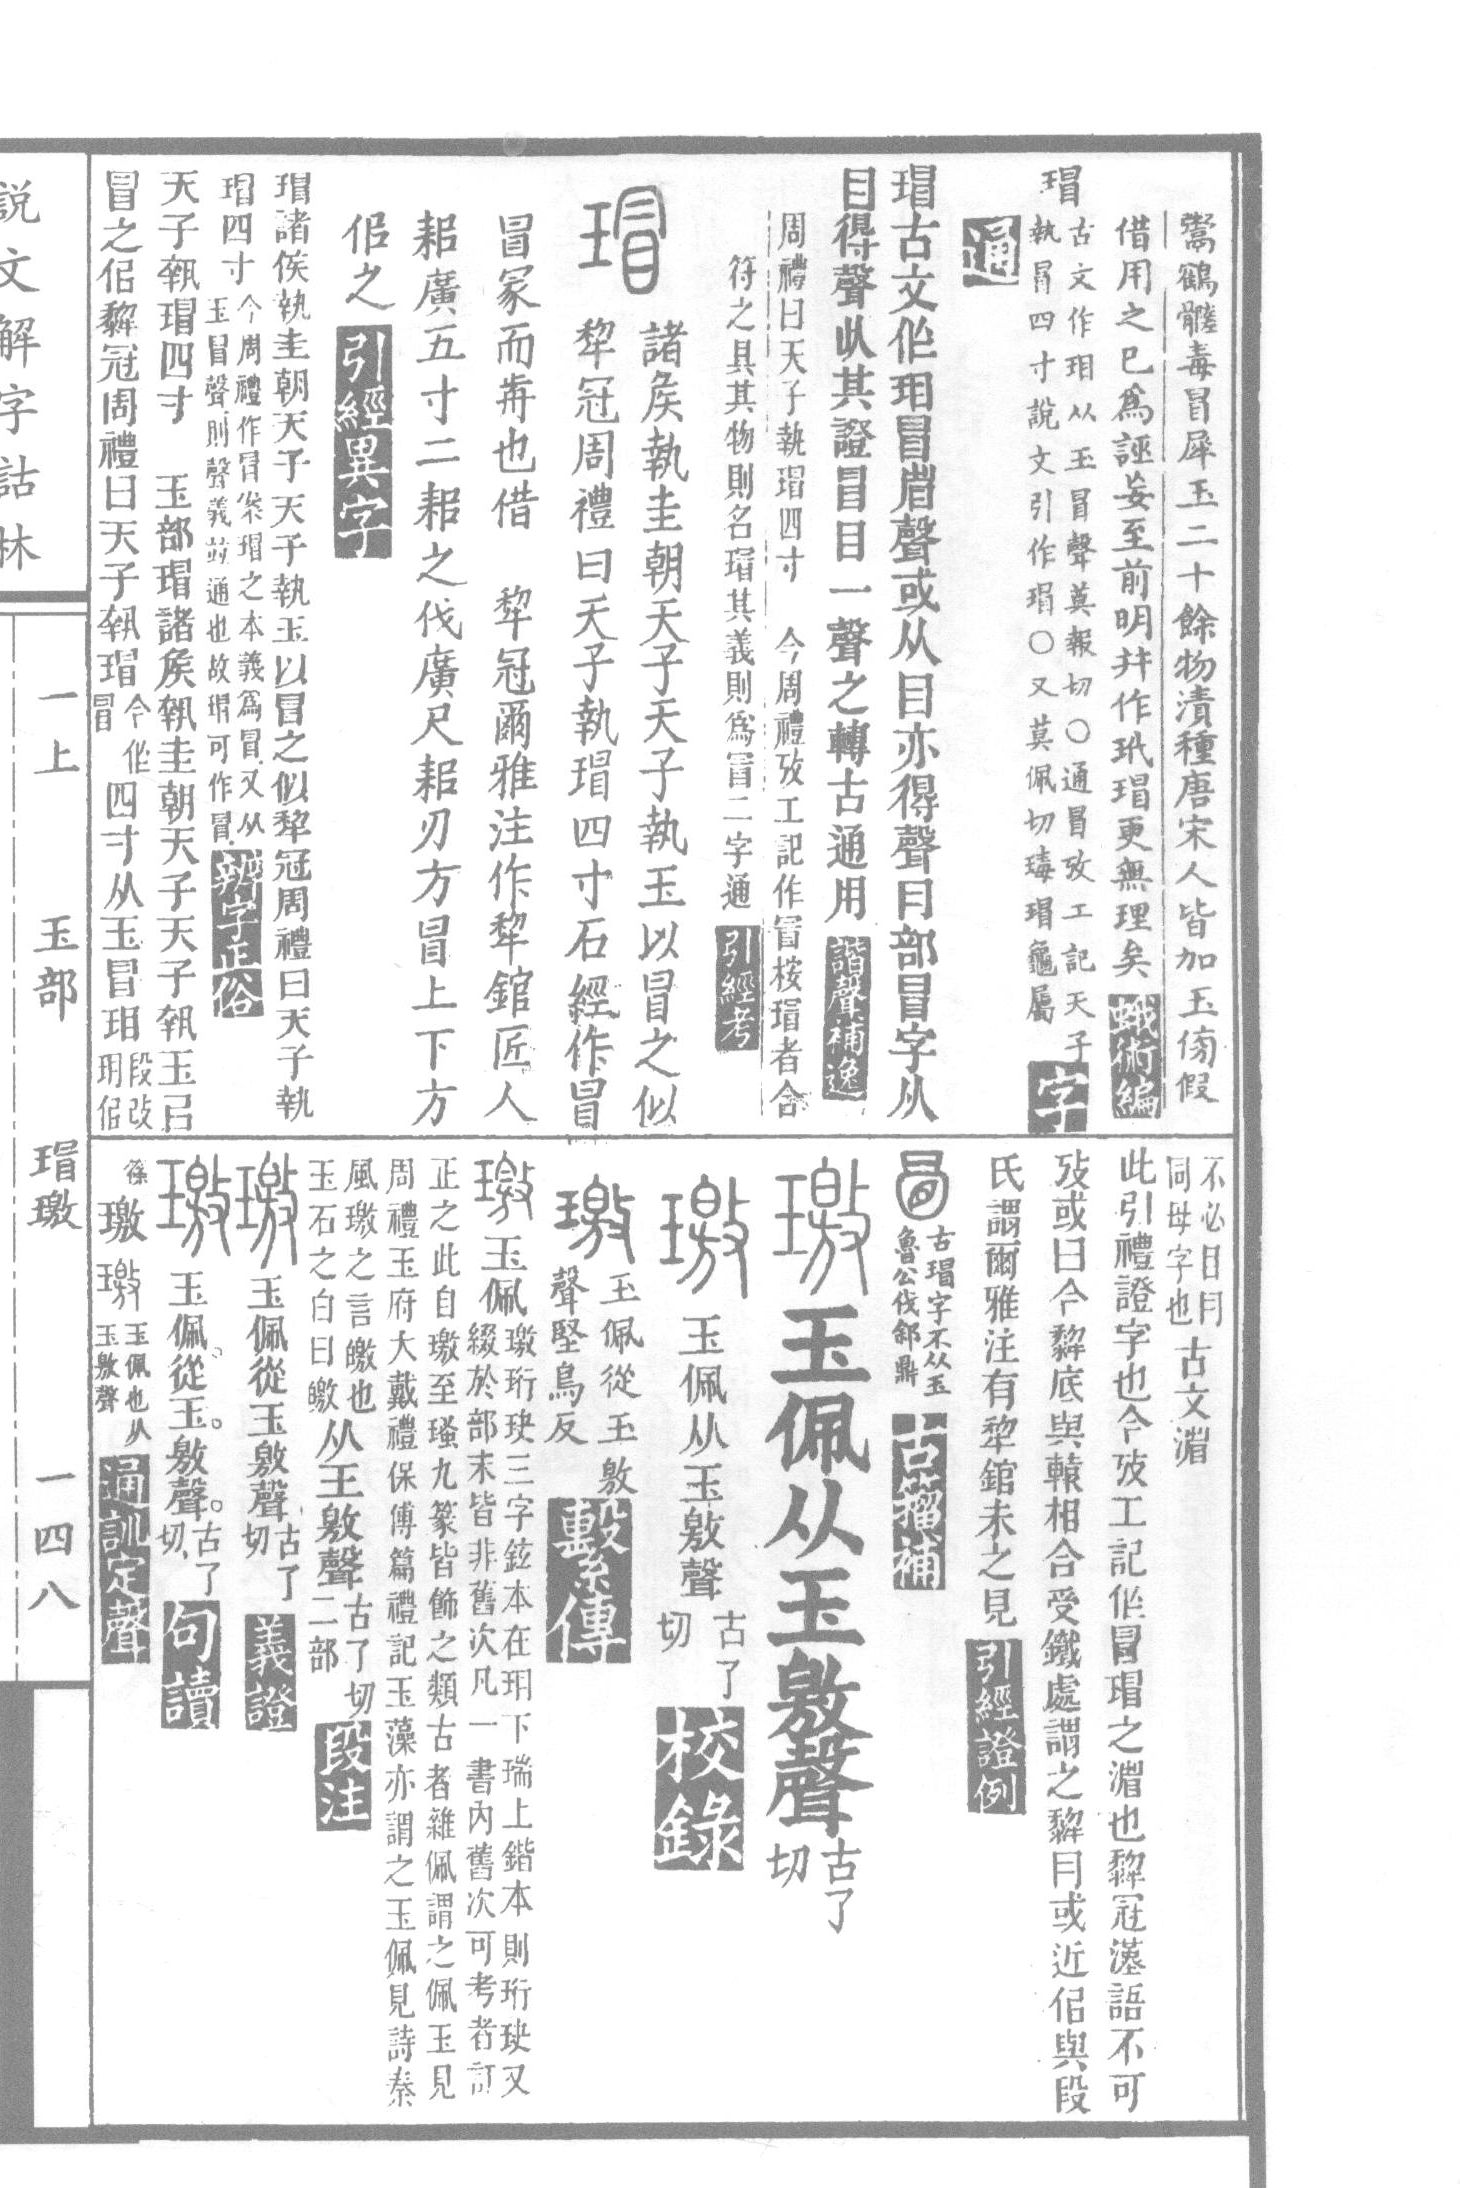 鸑鶴髓毒冒犀玉二十餘物漬種唐宋人皆加玉傍假
借用之已爲誣妄至前明幷作玳瑁更無理矣 蛾術編
瑁 古文作玥从玉冒聲莫報切〇通冒攷工記天子
執冒四寸說文引作瑁〇又莫佩切瑇瑁龜屬 字
通
瑁古文作玥冒㫯聲或从目亦得聲冃部冒字从
目得聲㕥其證冒目一聲之轉古通用 諧聲補逸
周禮曰天子執瑁四寸 今周禮攷工記作冒桉瑁者合
符之具其物則名瑁其義則爲冒二字通 引經考
瑁 諸矦執圭朝天子天子執玉以冒之似
犂冠周禮曰天子執瑁四寸石經作冒
冒冡而歬也借 犂冠爾雅注作犂錧匠人
耜廣五寸二耜之伐廣尺耜刃方冒上下方
佀之 引經異字
瑁諸侯執圭朝天子天子執玉以冒之似犂冠周禮曰天子執
瑁四寸 今周禮作冒桉瑁之本義爲冒又从
玉冒聲則聲義竝通也故瑁可作冒 辨字正俗
天子執瑁四寸 玉部瑁諸矦執圭朝天子天子執玉㠯
冒之佀犂冠周禮曰天子執瑁 今作
冒 四寸从玉冒玥 段改
玥佀
不必目冃
同母字也 古文湄
此引禮證字也今攷工記作冒瑁之湄也犂冠漢語不可
攷或曰今犂底與轅相合受鐵處謂之犂冃或近佀與段
氏謂爾雅注有犂錧未之見 引經證例
古瑁字不从玉
魯公伐郘鼎 古籀補
璬 玉佩从玉敫聲 古了
切
璬 玉佩从玉敫聲 古了
切 校錄
璬 玉佩從玉敫
聲堅鳥反 繫傳
璬 玉佩 璬珩玦三字鉉本在玥下瑞上鍇本則珩玦又
綴於部末皆非舊次凡一書內舊次可考者訂
正之此自璬至瑵九篆皆飾之類古者雜佩謂之佩玉見
周禮玉府大戴禮保傅篇禮記玉藻亦謂之玉佩見詩秦
風璬之言皦也
玉石之白曰皦 从王敫聲 古了切
二部 段注
璬 玉佩從玉敫聲 古了
切 義證
璬 玉佩從玉敫聲 古了
切 句讀
篠 璬 璬 玉佩也从
玉敫聲 通訓定聲
說文解字詁林
一上
玉部
瑁璬
一四八